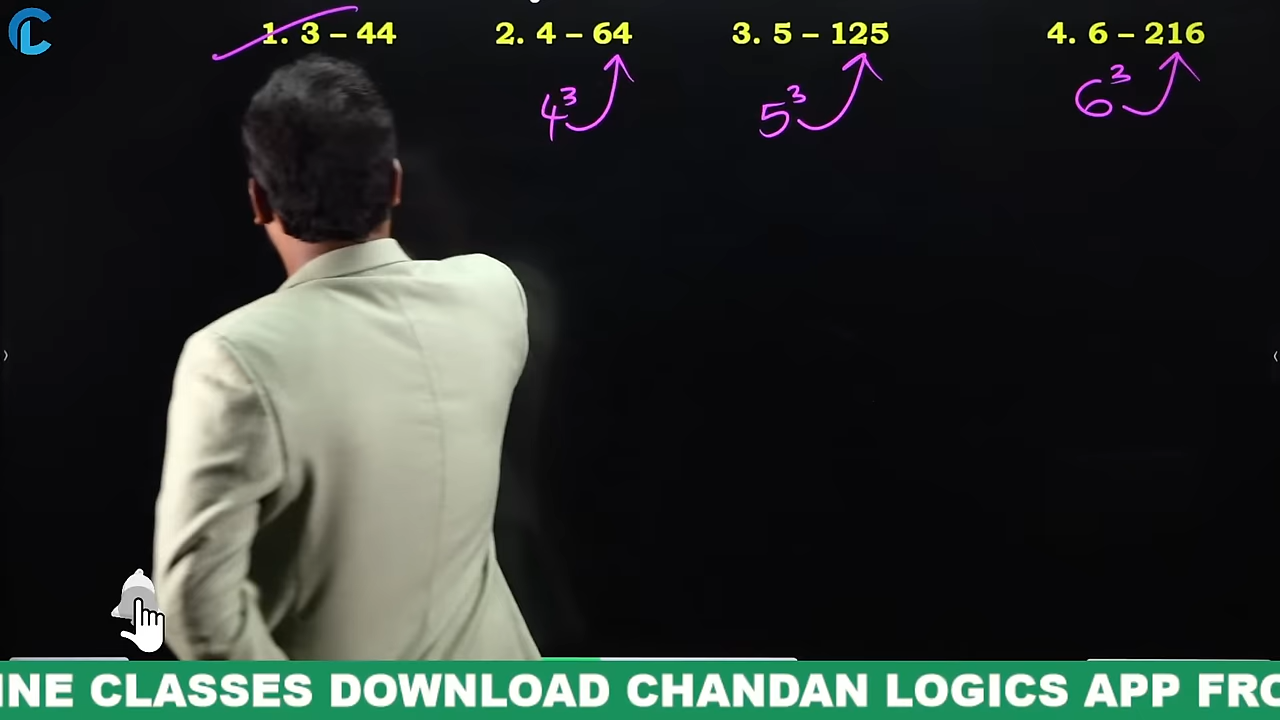 1. 3 – 44 2. 4 – 64 3. 5 – 125 4. 6 – 216
4³ 5³ 6³
INE CLASSES DOWNLOAD CHANDAN LOGICS APP FRO